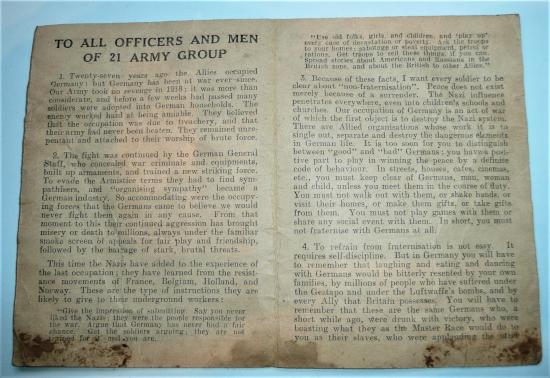 TO ALL OFFICERS AND MEN
OF 21 ARMY GROUP
1. Twenty-seven years ago the Allies occupied
Germany: but Germany has been at war ever since.
Our Army took no revenge in 1918; it was more than
considerate, and before a few weeks had passed many
soldiers were adopted into German households. The
enemy worked hard at being amiable. They believed
that the occupation was due to treachery, and that
their army had never been beaten. They remained unre-
pentant and attached to their worship of brute force.
2. The fight was continued by the German General
Staff, who concealed war criminals and equipments,
built up armaments, and trained a new striking force.
To evade the Armistice terms they had to find sym-
pathisers, and "organising sympathy" became a
German industry. So accommodating were the occupy-
ing forces that the Germans came to believe we would
never fight them again in any cause. From that
moment to this their continued aggression has brought
misery or death to millions, always under the familiar
smoke screen of appeals for fair play and friendship,
followed by the barrage of stark, brutal threats.
This time the Nazis have added to the experience of
the last occupation; they have learned from the resist-
ance movements of France, Belgium, Holland, and
Norway. These are the type of instructions they are
likely to give to their underground workers:
"Give the impression of submitting. Say you never
liked the Nazis; they were the people responsible for
the war. Argue that Germany has never had a fair
chance. Get the soldiers arguing; they are not
trained for it and you are.
"Use old folks, girls, and children, and 'play up'
every case of devastation or poverty. Ask the troops
to your homes; sabotage or steal equipment, petrol or
rations. Get troops to sell these things, if you can.
Spread stories about Americans and Russians in the
British zone, and about the British to other Allies."
3. Because of these facts, I want every soldier to be
clear about "non-fraternisation". Peace does not exist
merely because of a surrender. The Nazi influence
penetrates everywhere, even into children's schools and
churches. Our occupation of Germany is an act of war
of which the first object is to destroy the Nazi system.
There are Allied organisations whose work it is to
single out, separate and destroy the dangerous elements
in German life. It is too soon for you to distinguish
between "good" and "bad" Germans: you have a posi-
tive part to play in winning the peace by a definite
code of behaviour. In streets, houses, cafes, cinemas,
etc., you must keep clear of Germans, man, woman
and child, unless you meet them in the course of duty.
You must not walk out with them, or shake hands, or
visit their homes, or make them gifts, or take gifts
from them. You must not play games with them or
share any social event with them. In short, you must
not fraternise with Germans at all.
4. To refrain from fraternisation is not easy. It
requires self-discipline. But in Germany you will have
to remember that laughing and eating and dancing
with Germans would be bitterly resented by your own
families, by millions of people who have suffered under
the Gestapo and under the Luftwaffe's bombs, and by
every Ally that Britain possesses. You will have to
remember that these are the same Germans who, a
short while ago, were drunk with victory, who were
boasting what they as the Master Race would do to
you as their slaves, who were applauding the